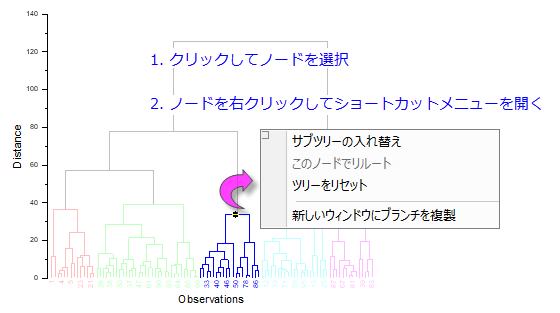 140
1. クリックしてノードを選択
120
100
2. ノードを右クリックしてショートカットメニューを開く
80
サブツリーの入れ替え
このノードでリルート
ツリーをリセット
新しいウィンドウにブランチを複製
60
40
20
0
Distance
33 40 46 50 78 86
Observations